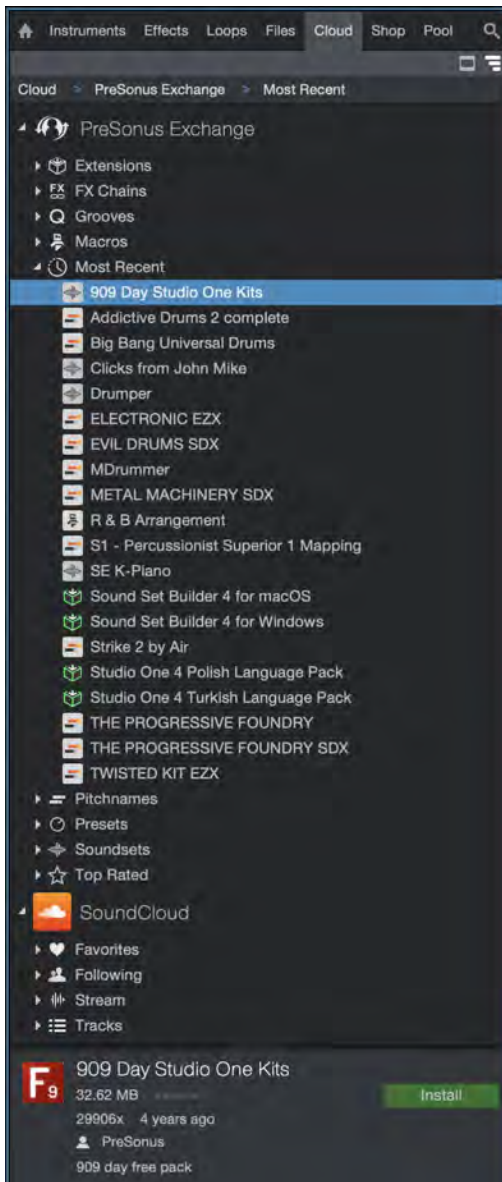 Instruments Effects Loops Files Cloud Shop Pool
Cloud > PreSonus Exchange > Most Recent
PreSonus Exchange
Extensions
FX FX Chains
Grooves
Macros
Most Recent
909 Day Studio One Kits
Addictive Drums 2 complete
Big Bang Universal Drums
Clicks from John Mike
Drumper
ELECTRONIC EZX
EVIL DRUMS SDX
MDrummer
METAL MACHINERY SDX
R & B Arrangement
S1 - Percussionist Superior 1 Mapping
SE K-Piano
Sound Set Builder 4 for macOS
Sound Set Builder 4 for Windows
Strike 2 by Air
Studio One 4 Polish Language Pack
Studio One 4 Turkish Language Pack
THE PROGRESSIVE FOUNDRY
THE PROGRESSIVE FOUNDRY SDX
TWISTED KIT EZX
Pitchnames
Presets
Soundsets
Top Rated
SoundCloud
Favorites
Following
Stream
Tracks
F9 909 Day Studio One Kits
32.62 MB Install
29906x 4 years ago
PreSonus
909 day free pack